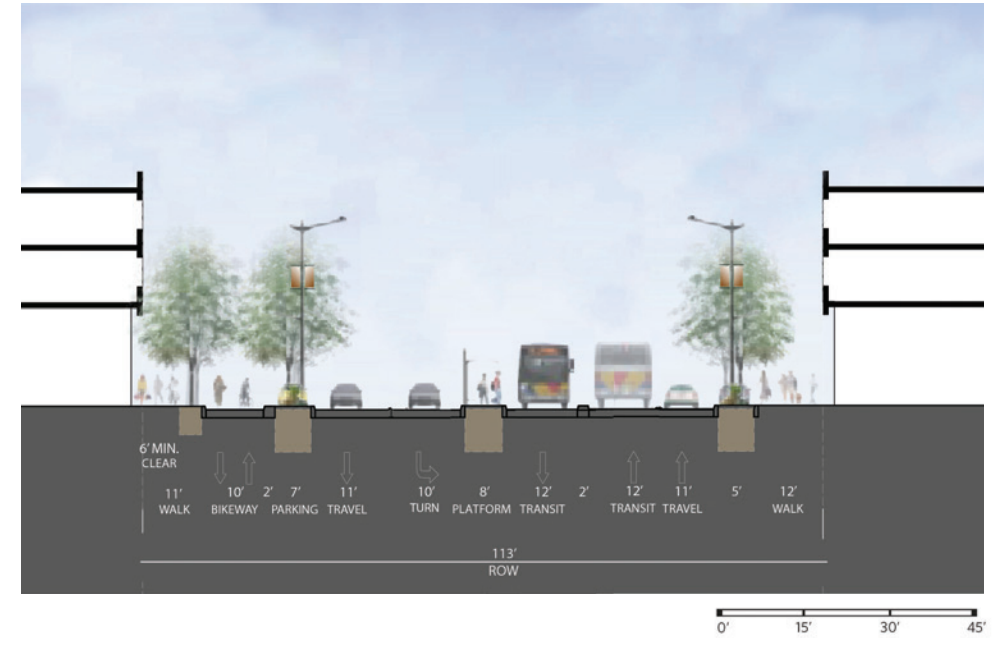 6' MIN.
CLEAR
11' 10' 2' 7' 11' 10' 8' 12' 2' 12' 11' 5' 12'
WALK BIKEWAY PARKING TRAVEL TURN PLATFORM TRANSIT TRANSIT TRAVEL WALK
113'
ROW
0' 15' 30' 45'